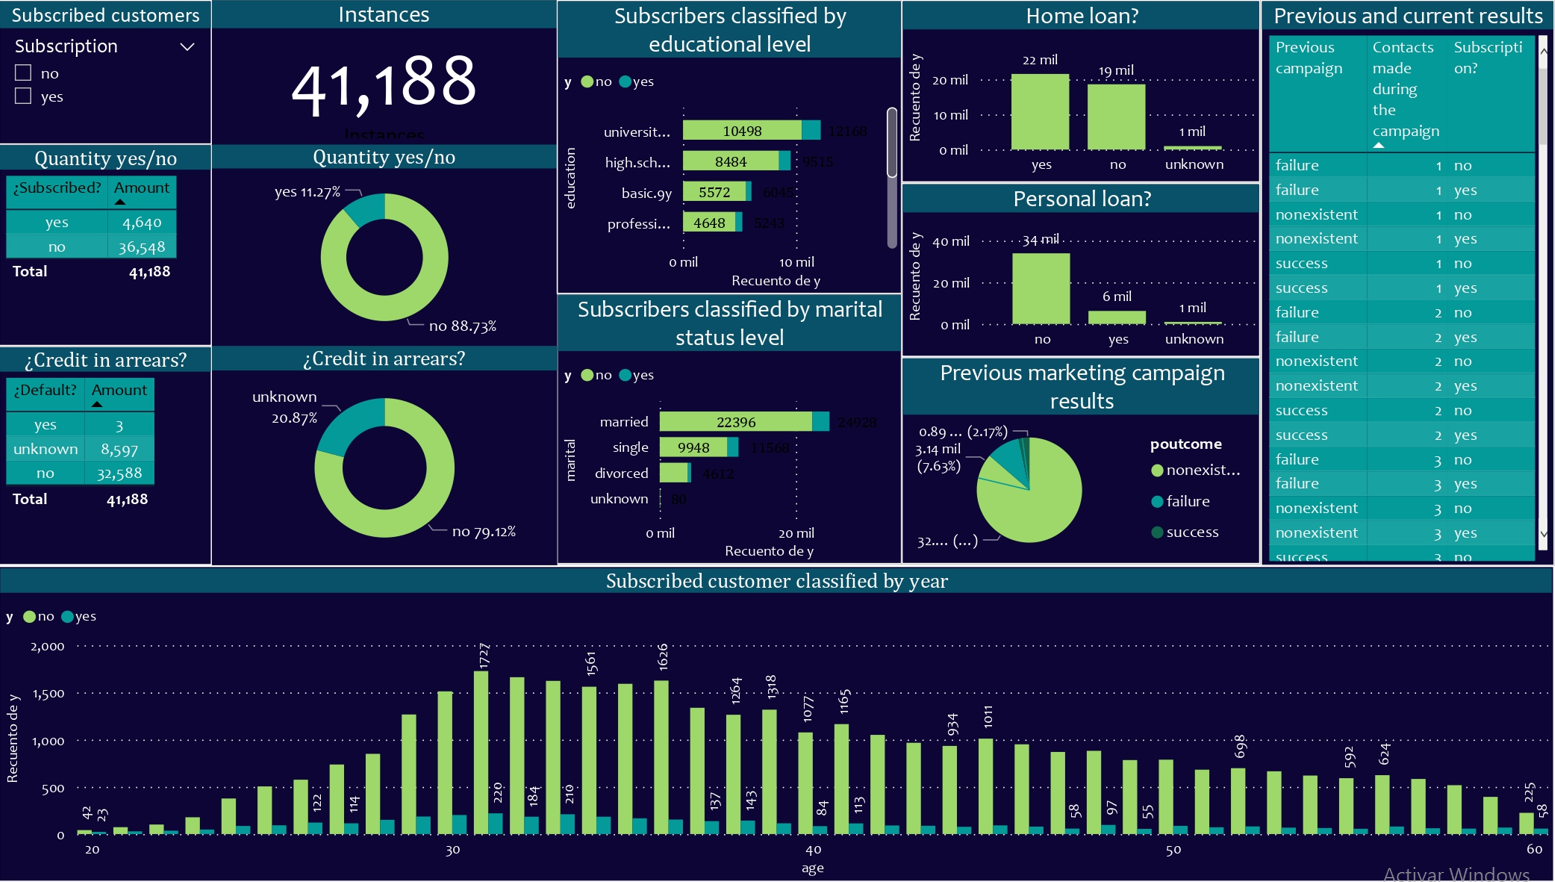 Subscribed customers
Subscription
no
yes
Instances
41,188
Instances
Quantity yes/no
¿Subscribed? Amount
yes 4,640
no 36,548
Total 41,188
Quantity yes/no
yes 11.27%
no 88.73%
¿Credit in arrears?
¿Default? Amount
yes 3
unknown 8,597
no 32,588
Total 41,188
¿Credit in arrears?
unknown
20.87%
no 79.12%
Subscribers classified by
educational level
y no yes
education
universit... 10498 12168
high.sch... 8484 9515
basic.9y 5572 6045
professi... 4648 5243
0 mil 10 mil
Recuento de y
Subscribers classified by marital
status level
y no yes
marital
married 22396 24928
single 9948 11568
divorced 4612
unknown 80
0 mil 20 mil
Recuento de y
Home loan?
Recuento de y
22 mil
19 mil
1 mil
20 mil
10 mil
0 mil
yes no unknown
Personal loan?
Recuento de y
40 mil
34 mil
20 mil
6 mil
1 mil
0 mil
no yes unknown
Previous marketing campaign
results
0.89 ... (2.17%)
3.14 mil
(7.63%)
32.... (...)
poutcome
nonexist...
failure
success
Previous and current results
Previous
campaign
Contacts
made
during
the
campaign
Subscripti
on?
failure 1 no
failure 1 yes
nonexistent 1 no
nonexistent 1 yes
success 1 no
success 1 yes
failure 2 no
failure 2 yes
nonexistent 2 no
nonexistent 2 yes
success 2 no
success 2 yes
failure 3 no
failure 3 yes
nonexistent 3 no
nonexistent 3 yes
success 3 no
Subscribed customer classified by year
y no yes
Recuento de y
2,000
1,500
1,000
500
0
42
23
122
114
1727
220
184
1561
210
1626
137
1264
143
1318
1077
84
1165
113
934
1011
58
97
55
698
592
624
225
58
20 30 40 50 60
age
Activar Windows